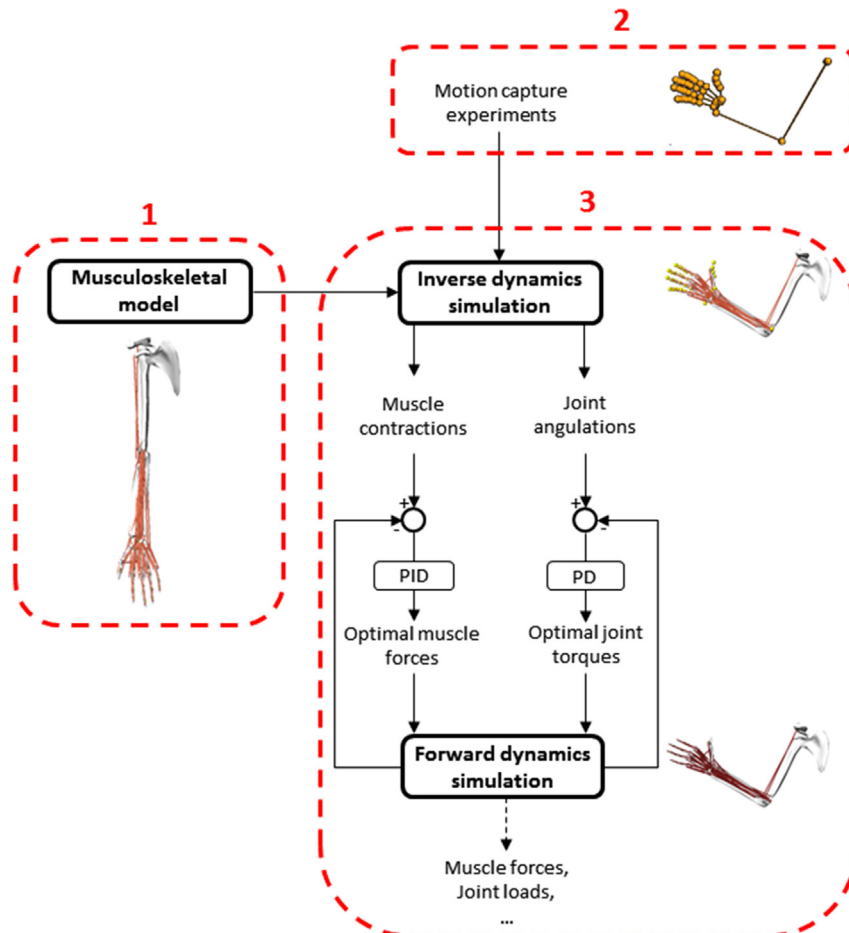 2
Motion capture
experiments
1
3
Musculoskeletal
model
Inverse dynamics
simulation
Muscle
contractions
Joint
angulations
+
-
+
-
PID
PD
Optimal muscle
forces
Optimal joint
torques
Forward dynamics
simulation
Muscle forces,
Joint loads,
...